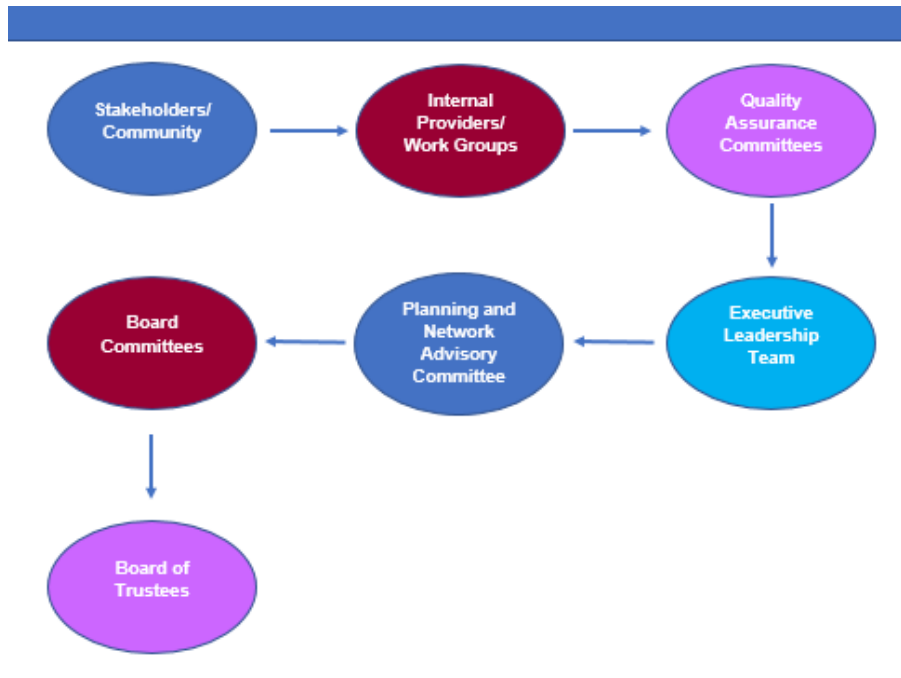 Stakeholders/
Community
Internal
Providers/
Work Groups
Quality
Assurance
Committees
Executive
Leadership
Team
Planning and
Network
Advisory
Committee
Board
Committees
Board of
Trustees